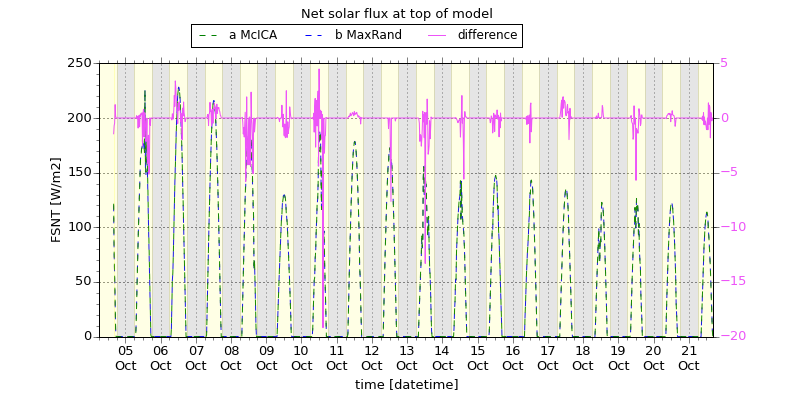 Net solar flux at top of model
a McICA b MaxRand difference
250
200
150
100
50
0
FSNT [W/m2]
5
0
−5
−10
−15
−20
05 06 07 08 09 10 11 12 13 14 15 16 17 18 19 20 21
Oct Oct Oct Oct Oct Oct Oct Oct Oct Oct Oct Oct Oct Oct Oct Oct Oct
time [datetime]